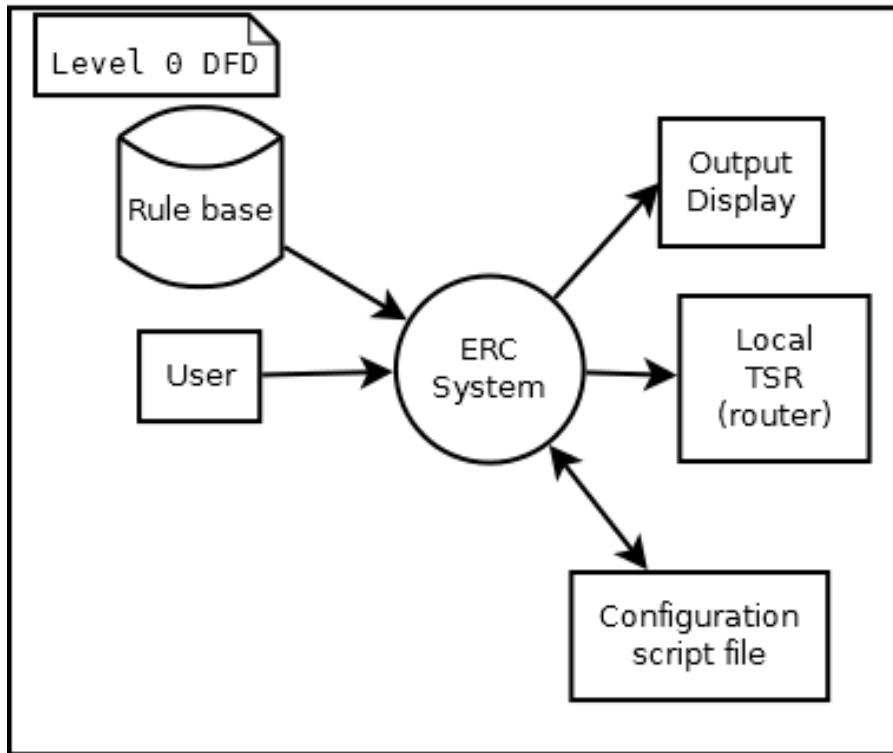 Level 0 DFD
Rule base
Output
Display
User
ERC
System
Local
TSR
(router)
Configuration
script file